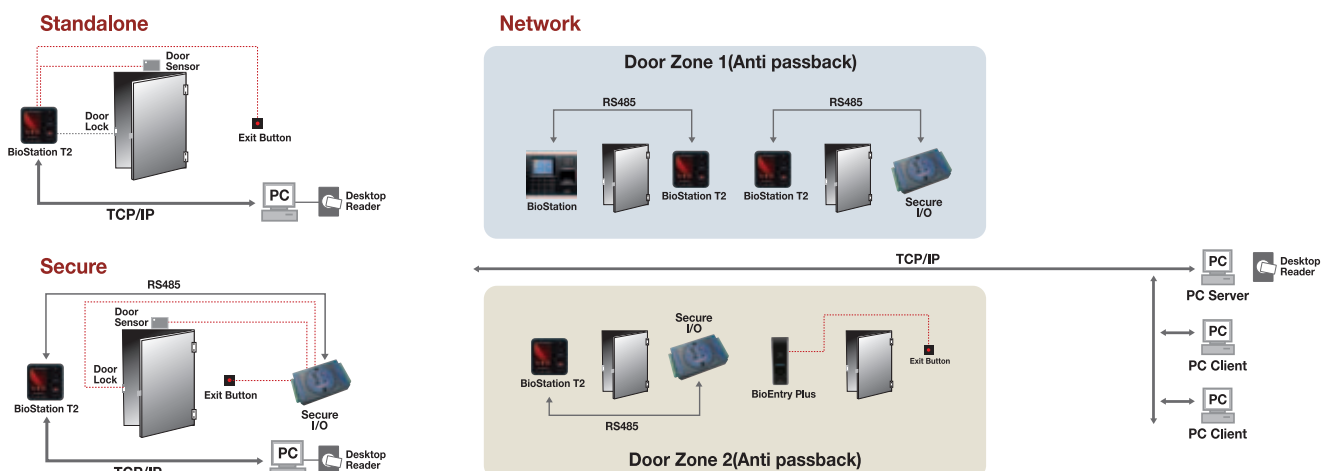 Standalone
Door
Sensor
Door
Lock
BioStation T2
Exit Button
TCP/IP
PC
Desktop
Reader
Secure
RS485
Door
Sensor
Door
Lock
BioStation T2
Exit Button
Secure
I/O
TCP/IP
PC
Desktop
Reader
Network
Door Zone 1(Anti passback)
RS485
RS485
BioStation
BioStation T2
BioStation T2
Secure
I/O
TCP/IP
PC
Desktop
Reader
PC Server
PC
PC Client
PC
PC Client
Secure
I/O
BioStation T2
BioEntry Plus
Exit Button
RS485
Door Zone 2(Anti passback)